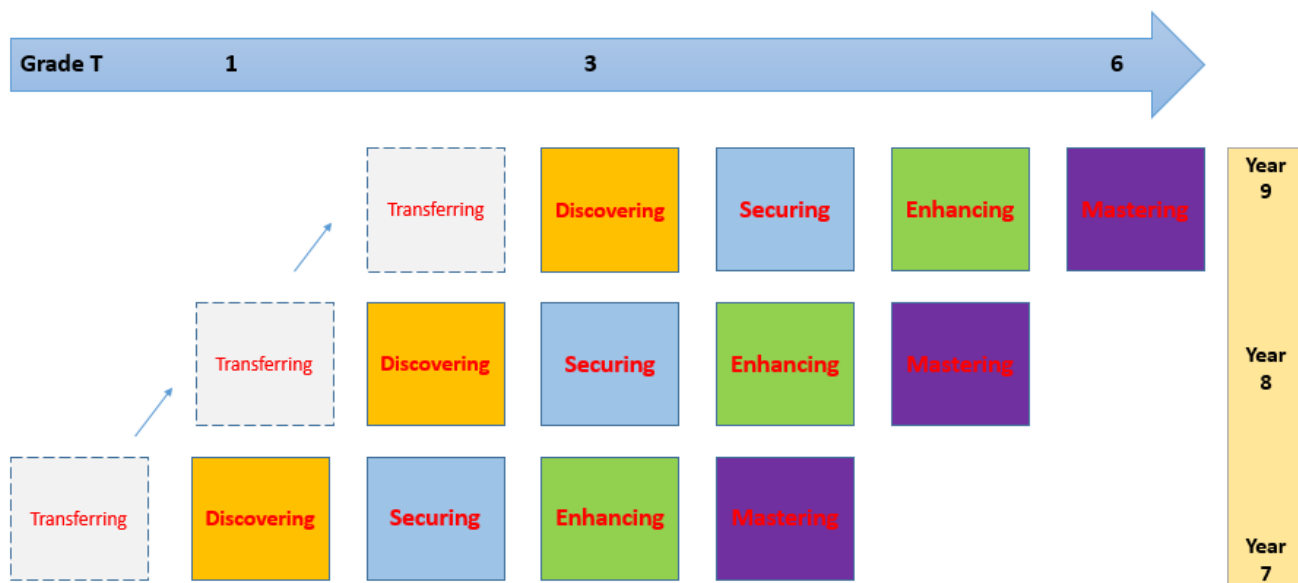 Grade T 1 3 6
Transferring Discovering Securing Enhancing Mastering
Year
9
Transferring Discovering Securing Enhancing Mastering
Year
8
Transferring Discovering Securing Enhancing Mastering
Year
7